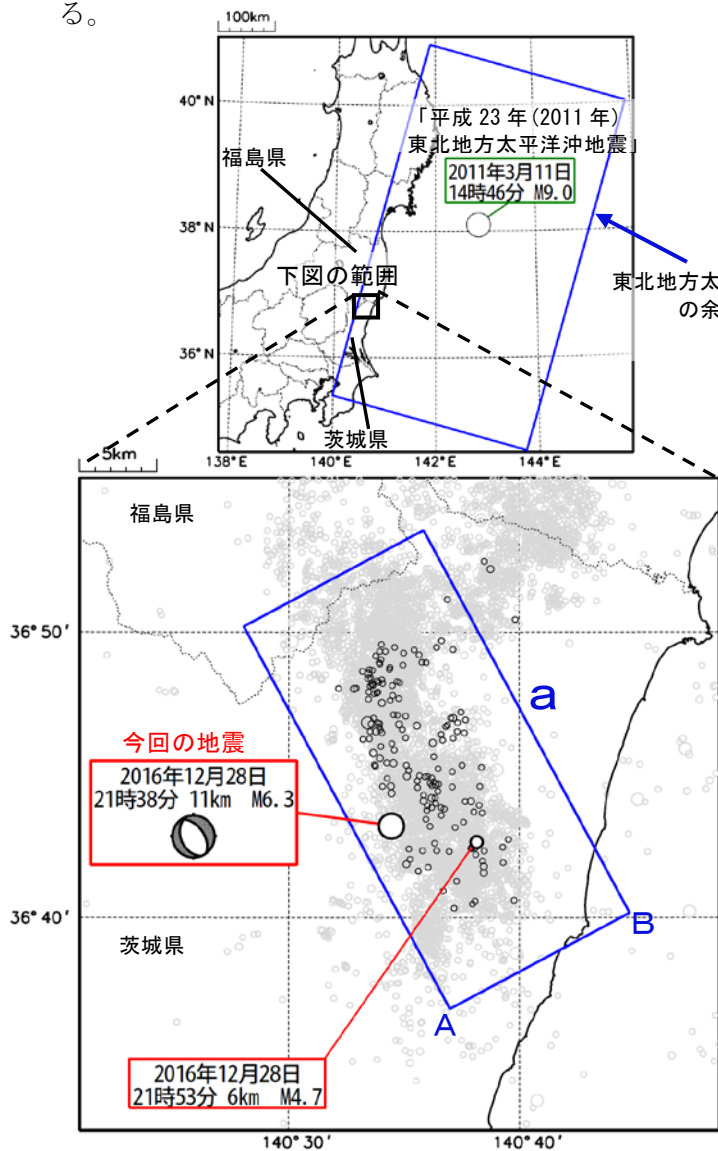 る。
100km
40°N
「平成 23 年 (2011 年)
東北地方太平洋沖地震」
福島県
2011年3月11日
14時46分 M9.0
38°N
下図の範囲
東北地方太
の余
36°N
茨城県
138°E
140°E
142°E
144°E
5km
福島県
36°50′
a
今回の地震
2016年12月28日
21時38分 11km M6.3
36°40′
B
茨城県
A
2016年12月28日
21時53分 6km M4.7
140°30′
140°40′